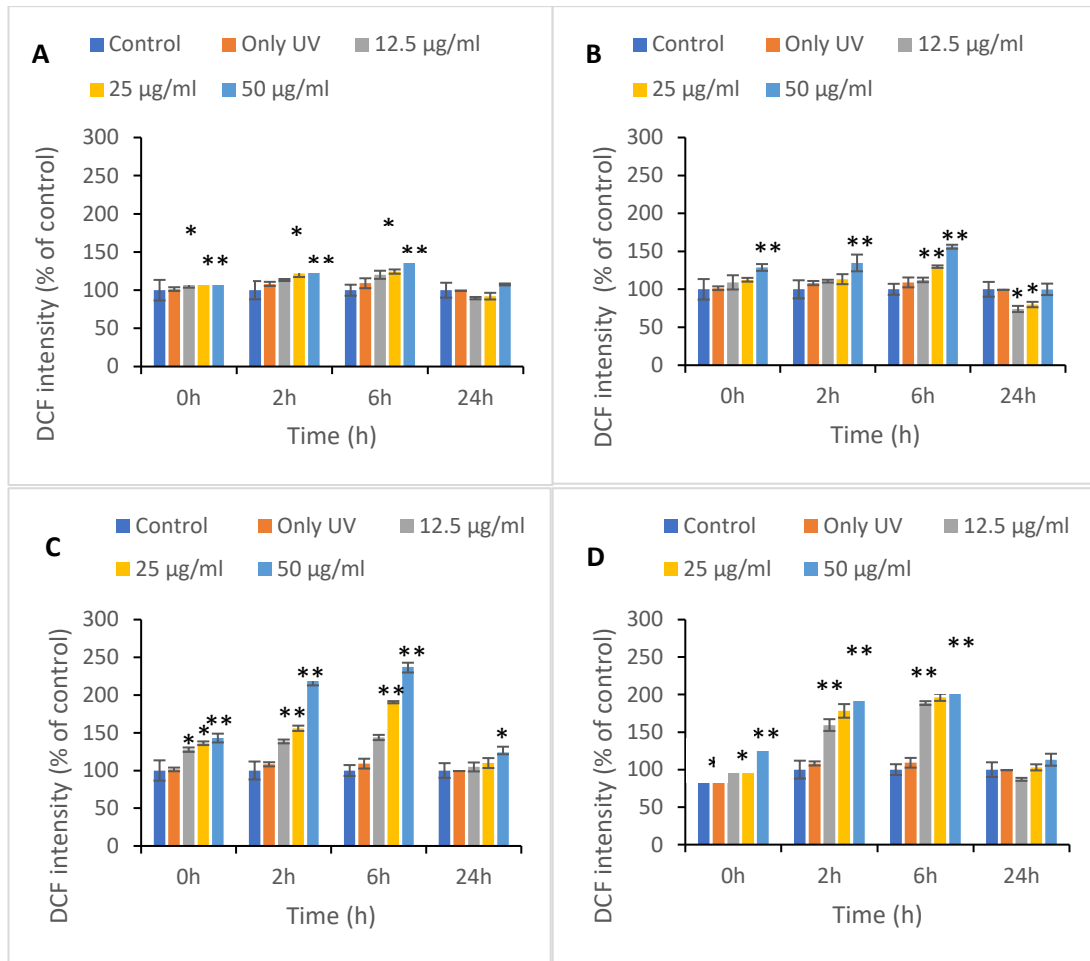 A
Control Only UV 12.5 µg/ml
25 µg/ml 50 µg/ml
DCF intensity (% of control)
300
250
200
150
100
50
0
* ** * ** * **
0h 2h 6h 24h
Time (h)
B
Control Only UV 12.5 µg/ml
25 µg/ml 50 µg/ml
DCF intensity (% of control)
300
250
200
150
100
50
0
** ** ** ** * *
0h 2h 6h 24h
Time (h)
C
Control Only UV 12.5 µg/ml
25 µg/ml 50 µg/ml
DCF intensity (% of control)
300
250
200
150
100
50
0
* * ** ** ** ** ** *
0h 2h 6h 24h
Time (h)
D
Control Only UV 12.5 µg/ml
25 µg/ml 50 µg/ml
DCF intensity (% of control)
300
250
200
150
100
50
0
* * ** ** ** ** **
0h 2h 6h 24h
Time (h)